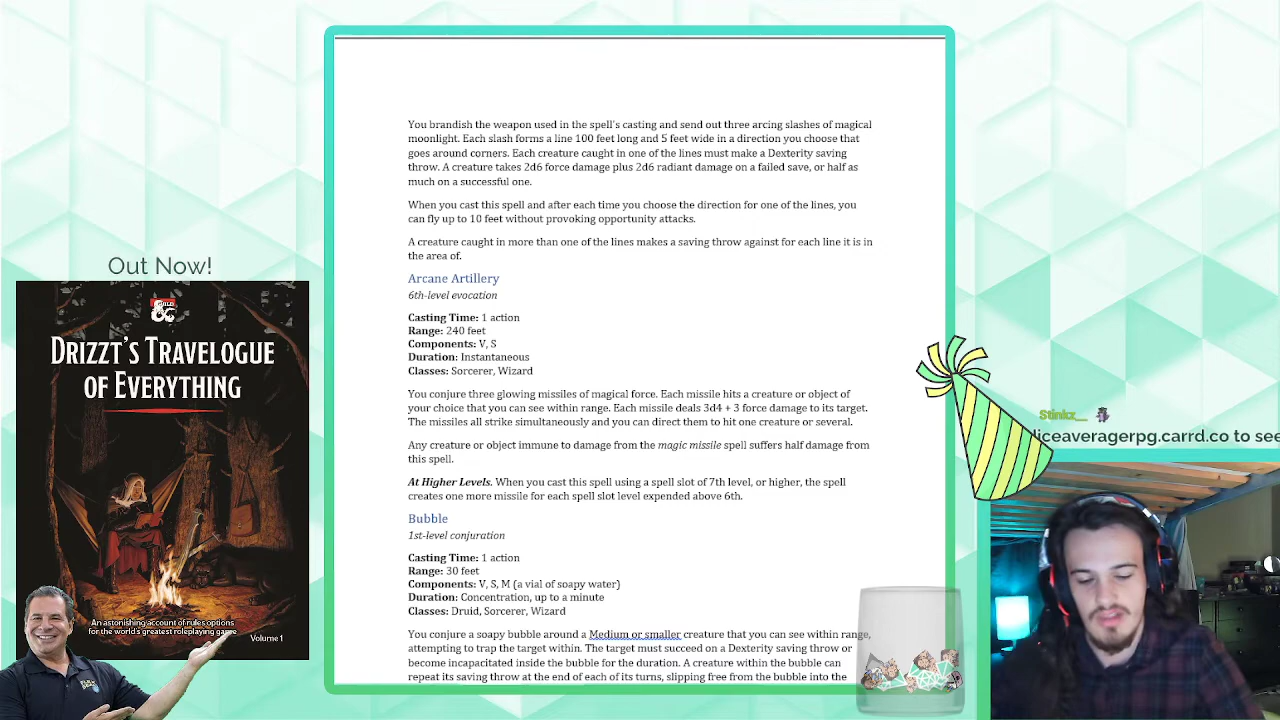 You brandish the weapon used in the spell's casting and send out three arcing slashes of magical
moonlight. Each slash forms a line 100 feet long and 5 feet wide in a direction you choose that
goes around corners. Each creature caught in one of the lines must make a Dexterity saving
throw. A creature takes 2d6 force damage plus 2d6 radiant damage on a failed save, or half as
much on a successful one.
When you cast this spell and after each time you choose the direction for one of the lines, you
can fly up to 10 feet without provoking opportunity attacks.
A creature caught in more than one of the lines makes a saving throw against for each line it is in
the area of.
Arcane Artillery
6th-level evocation
Casting Time: 1 action
Range: 240 feet
Components: V, S
Duration: Instantaneous
Classes: Sorcerer, Wizard
You conjure three glowing missiles of magical force. Each missile hits a creature or object of
your choice that you can see within range. Each missile deals 3d4 + 3 force damage to its target.
The missiles all strike simultaneously and you can direct them to hit one creature or several.
Any creature or object immune to damage from the magic missile spell suffers half damage from
this spell.
At Higher Levels. When you cast this spell using a spell slot of 7th level, or higher, the spell
creates one more missile for each spell slot level expended above 6th.
Bubble
1st-level conjuration
Casting Time: 1 action
Range: 30 feet
Components: V, S, M (a vial of soapy water)
Duration: Concentration, up to a minute
Classes: Druid, Sorcerer, Wizard
You conjure a soapy bubble around a Medium or smaller creature that you can see within range,
attempting to trap the target within. The target must succeed on a Dexterity saving throw or
become incapacitated inside the bubble for the duration. A creature within the bubble can
repeat its saving throw at the end of each of its turns, slipping free from the bubble into the
Out Now!
DRIZZT'S TRAVELOGUE
OF EVERYTHING
An astonishing account of rules options
for the world's greatest roleplaying game
Volume 1
Stinkz__
liceaveragerpg.carrd.co to see